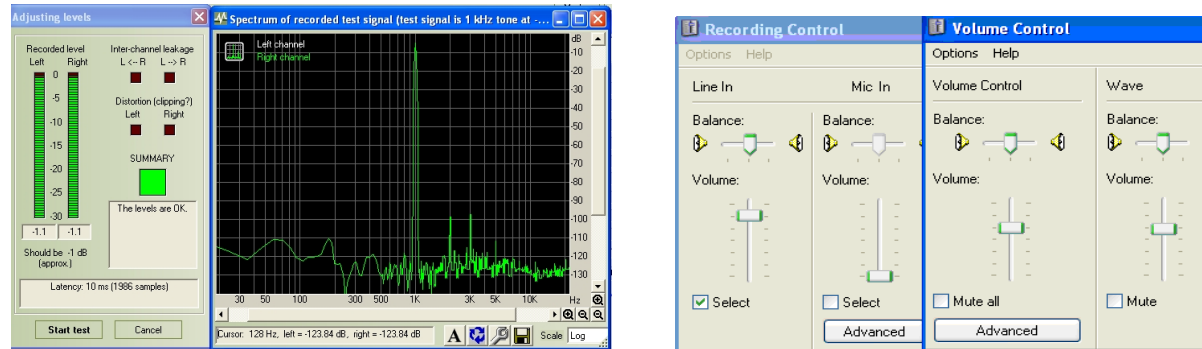 Adjusting levels
Recorded level
Left Right
0
-5
-10
-15
-20
-25
-30
-1.1 -1.1
Should be -1 dB
(approx.)
Inter-channel leakage
L <-- R L --> R
Distortion (clipping?)
Left Right
SUMMARY
The levels are OK.
Latency: 10 ms (1986 samples)
Start test Cancel
Spectrum of recorded test signal (test signal is 1 kHz tone at -...
Left channel
Right channel
dB
-10
-20
-30
-40
-50
-60
-70
-80
-90
-100
-110
-120
-130
30 50 100 300 500 1K 3K 5K 10K Hz
Cursor: 128 Hz, left = -123.84 dB, right = -123.84 dB
A
Scale Log
Recording Control
Options Help
Line In Mic In
Balance: Balance:
Volume: Volume:
Select Select
Advanced
Volume Control
Options Help
Volume Control Wave
Balance: Balance:
Volume: Volume:
Mute all Mute
Advanced